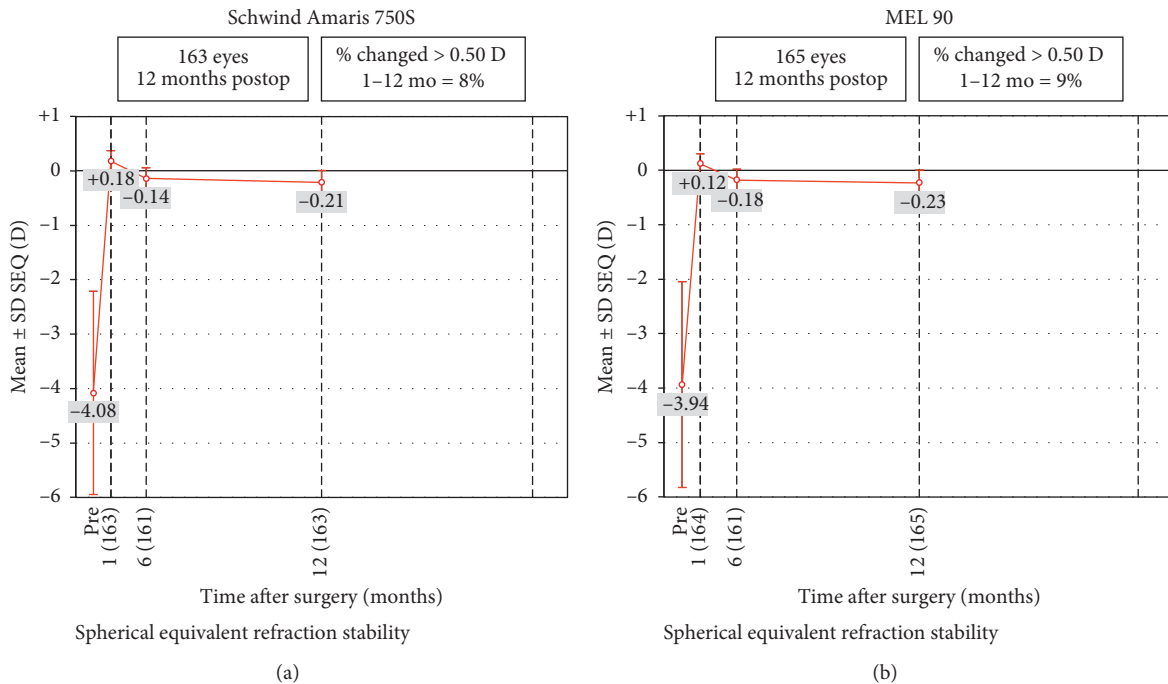 Schwind Amaris 750S
163 eyes
12 months postop
% changed > 0.50 D
1–12 mo = 8%
Mean ± SD SEQ (D)
+1
0
−1
−2
−3
−4
−5
−6
+0.18
−0.14
−0.21
−4.08
Pre
1 (163)
6 (161)
12 (163)
Time after surgery (months)
Spherical equivalent refraction stability
(a)
MEL 90
165 eyes
12 months postop
% changed > 0.50 D
1–12 mo = 9%
Mean ± SD SEQ (D)
+1
0
−1
−2
−3
−4
−5
−6
+0.12
−0.18
−0.23
−3.94
Pre
1 (164)
6 (161)
12 (165)
Time after surgery (months)
Spherical equivalent refraction stability
(b)